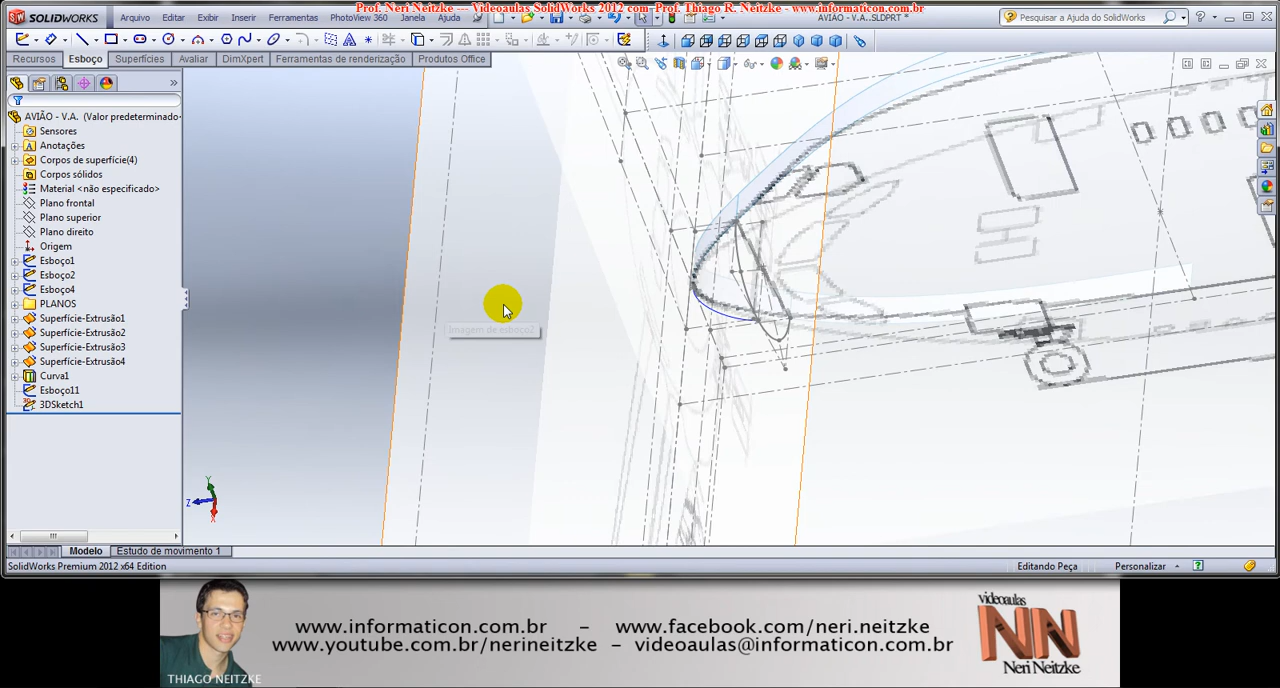 Prof. Neri Neitzke --- Videoaulas SolidWorks 2012 com Prof. Thiago R. Neitzke - www.informaticon.com.br
SOLIDWORKS
Arquivo Editar Exibir Inserir Ferramentas PhotoView 360 Toolbox Janela Ajuda
AVIÃO - V.A..SLDPRT *
Pesquisar a Ajuda do SolidWorks
Recursos Esboço Superfícies Avaliar DimXpert Ferramentas de renderização Produtos Office
AVIÃO - V.A. (Valor predeterminado
Sensores
Anotações
Corpos de superfície(4)
Corpos sólidos
Material <não especificado>
Plano frontal
Plano superior
Plano direito
Origem
Esboço1
Esboço2
Esboço4
PLANOS
Superfície-Extrusão1
Superfície-Extrusão2
Superfície-Extrusão3
Superfície-Extrusão4
Curva1
Esboço11
3DSketch1
Imagem de esboço2
Y
Z
X
Modelo Estudo de movimento 1
SolidWorks Premium 2012 x64 Edition
Editando Peça
Personalizar
www.informaticon.com.br - www.facebook.com/neri.neitzke
www.youtube.com.br/nerineitzke - videoaulas@informaticon.com.br
THIAGO NEITZKE
videoaulas
NN
Neri Neitzke